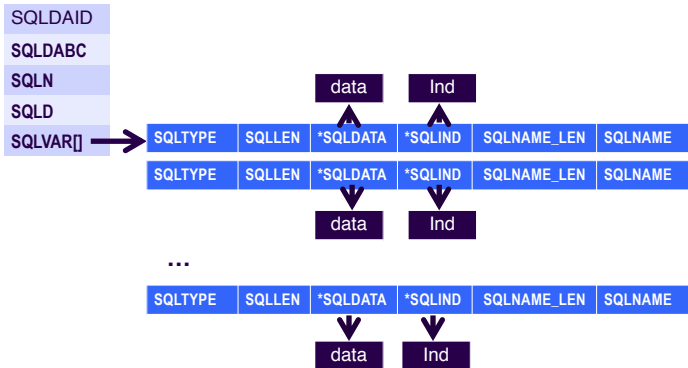 SQLDAID
SQLDABC
SQLN
SQLD
SQLVAR[]
data Ind
SQLTYPE SQLLEN *SQLDATA *SQLIND SQLNAME_LEN SQLNAME
SQLTYPE SQLLEN *SQLDATA *SQLIND SQLNAME_LEN SQLNAME
data Ind
...
SQLTYPE SQLLEN *SQLDATA *SQLIND SQLNAME_LEN SQLNAME
data Ind